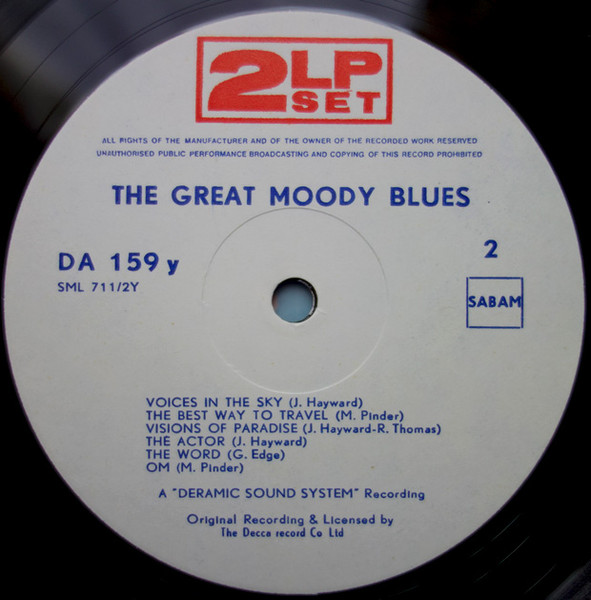 2 LP SET
ALL RIGHTS OF THE MANUFACTURER AND OF THE OWNER OF THE RECORDED WORK RESERVED
UNAUTHORISED PUBLIC PERFORMANCE BROADCASTING AND COPYING OF THIS RECORD PROHIBITED
THE GREAT MOODY BLUES
DA 159 y
2
SML 711/2Y
SABAM
VOICES IN THE SKY (J. Hayward)
THE BEST WAY TO TRAVEL (M. Pinder)
VISIONS OF PARADISE (J. Hayward-R. Thomas)
THE ACTOR (J. Hayward)
THE WORD (G. Edge)
OM (M. Pinder)
A "DERAMIC SOUND SYSTEM" Recording
Original Recording & Licensed by
The Decca record Co Ltd